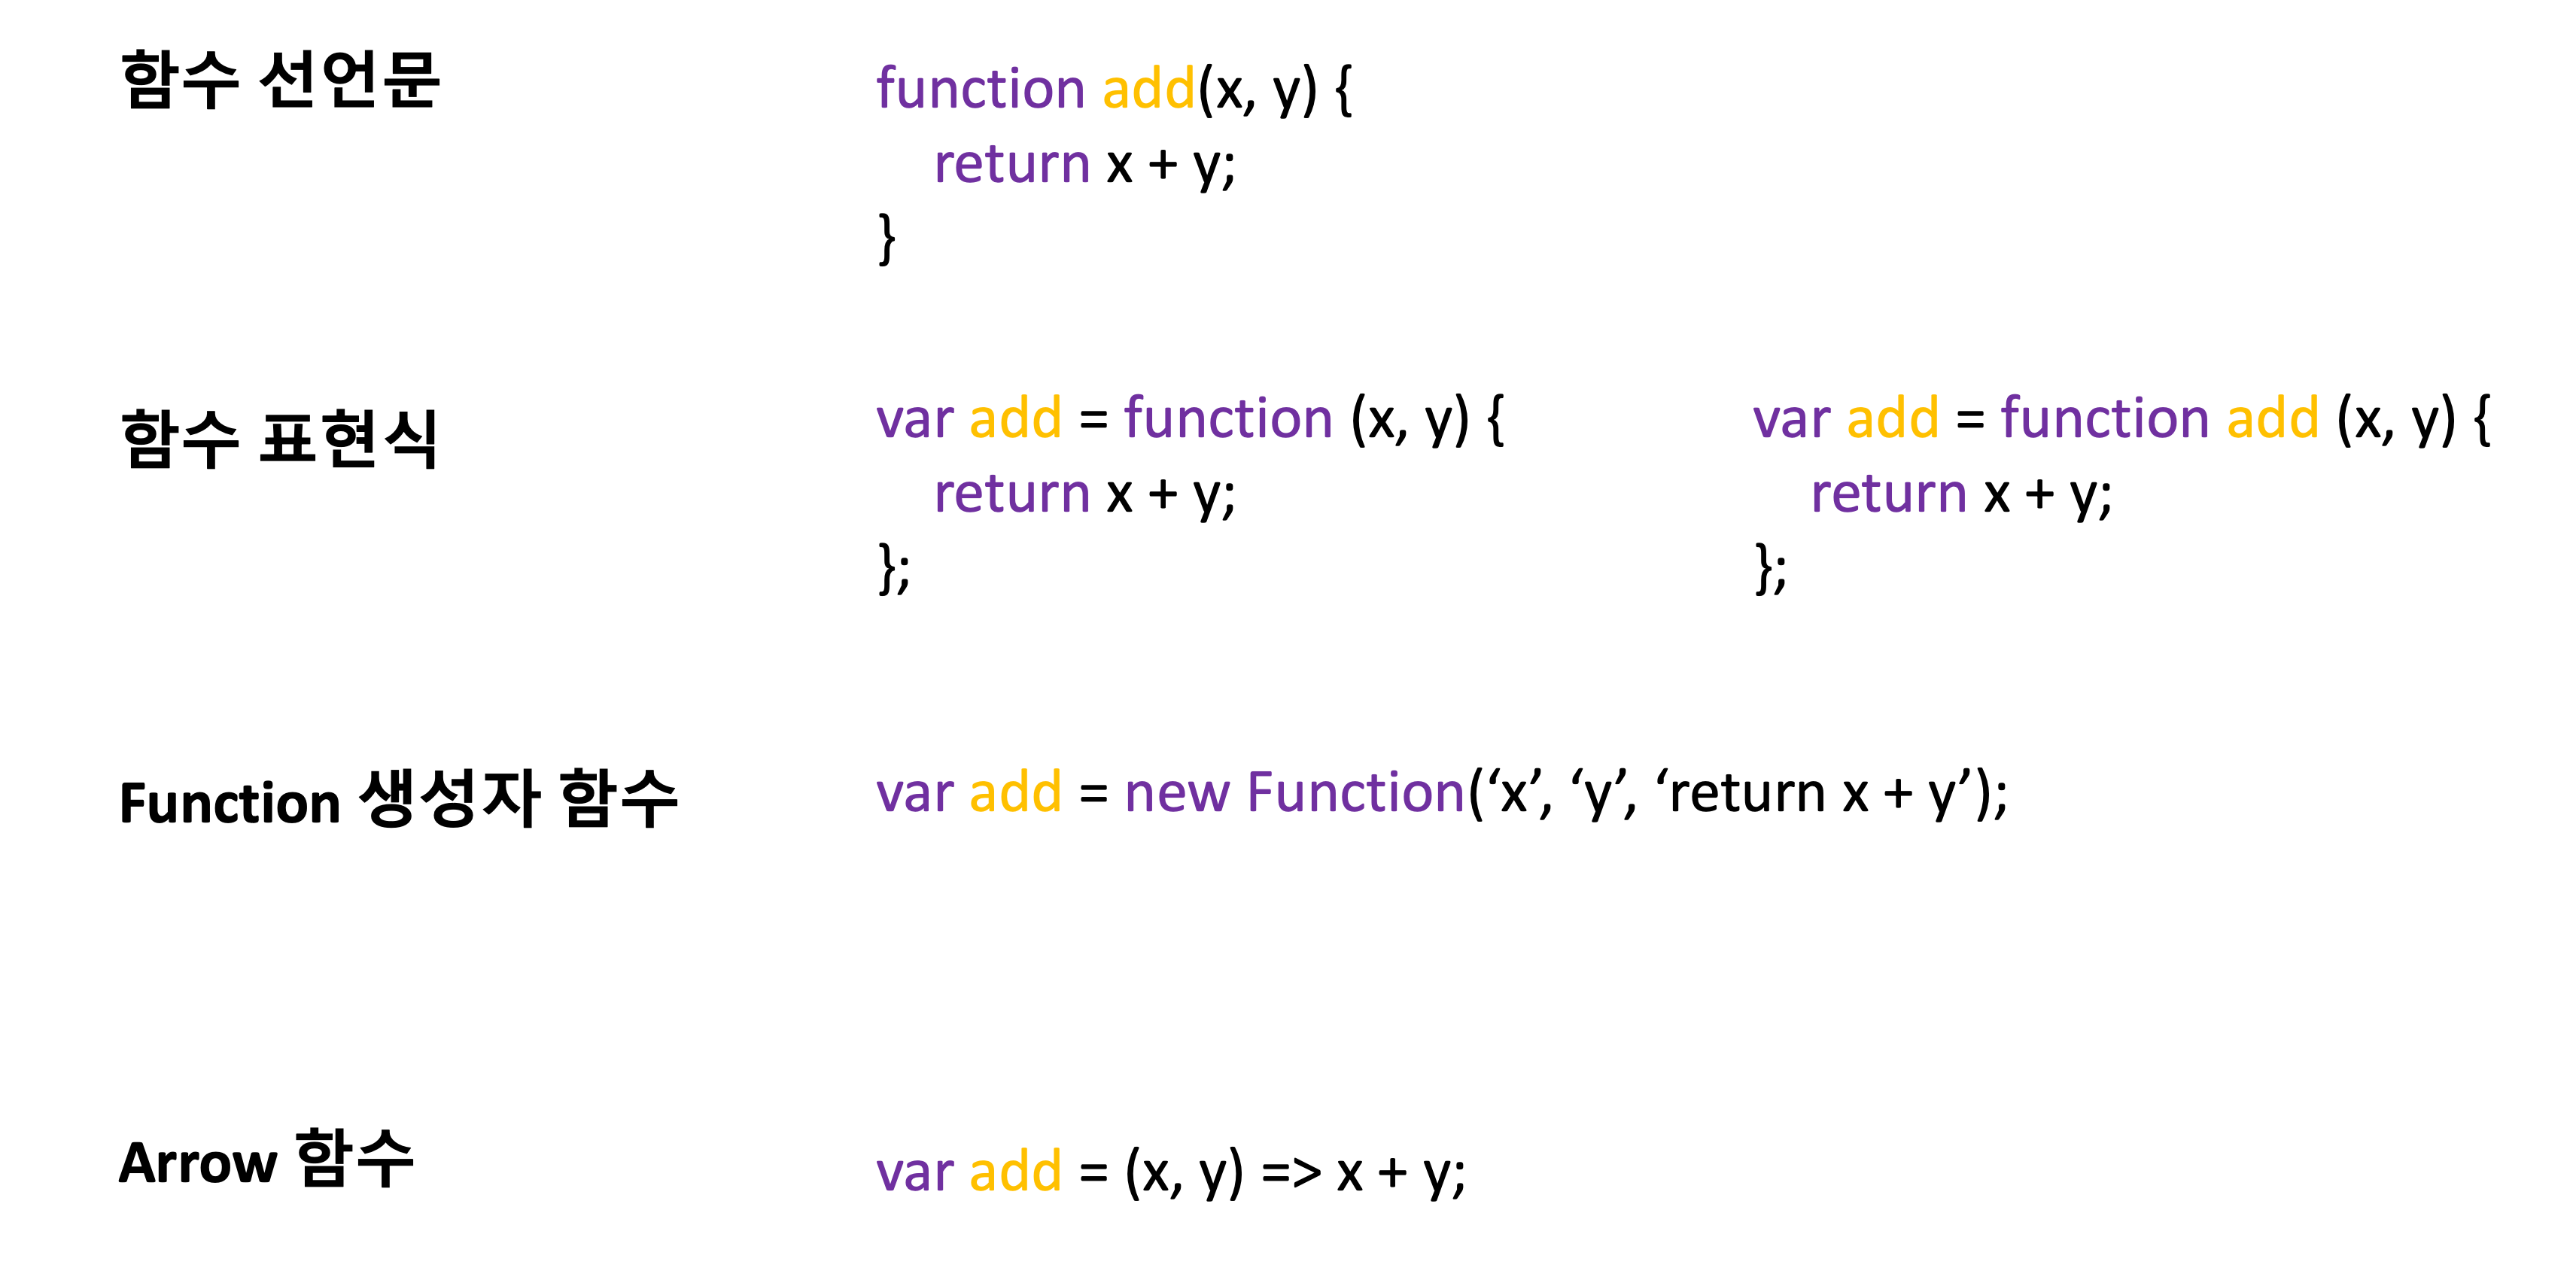 함수 선언문
function add(x, y) {
return x + y;
}
함수 표현식
var add = function (x, y) {
return x + y;
};
var add = function add (x, y) {
return x + y;
};
Function 생성자 함수
var add = new Function(‘x’, ‘y’, ‘return x + y’);
Arrow 함수
var add = (x, y) => x + y;